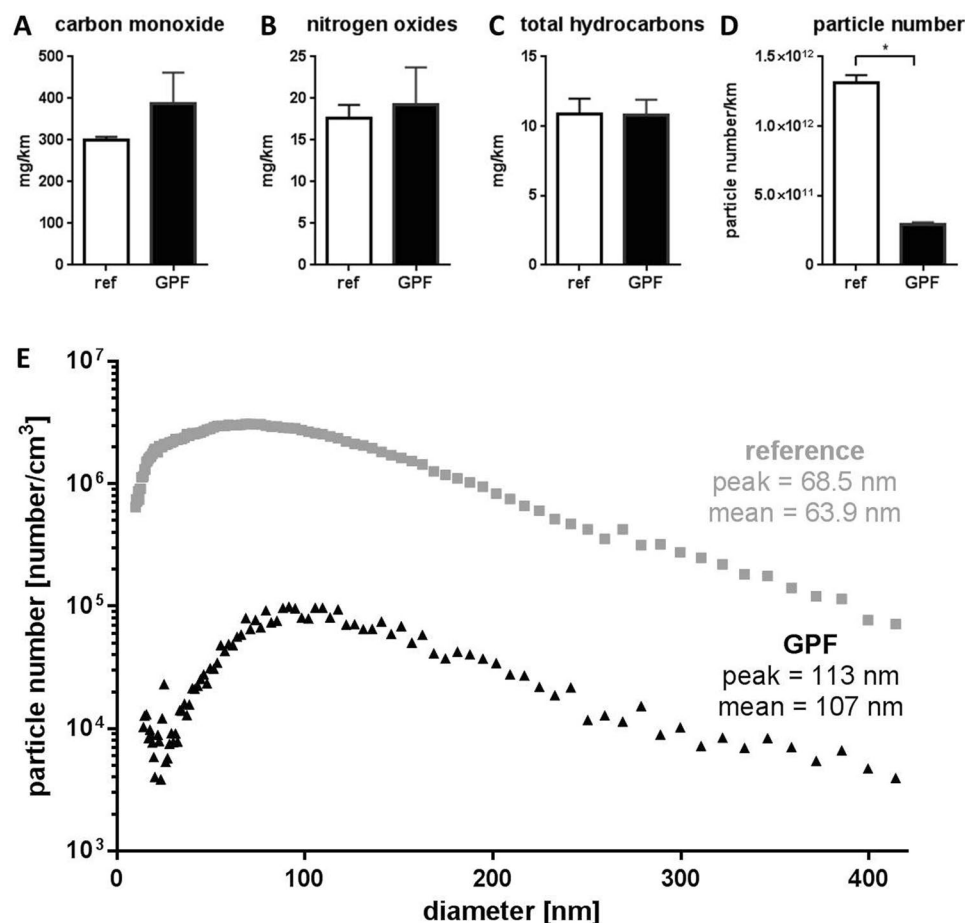 A carbon monoxide
mg/km
500
400
300
200
100
0
ref GPF
B nitrogen oxides
mg/km
25
20
15
10
5
0
ref GPF
C total hydrocarbons
mg/km
15
10
5
0
ref GPF
D particle number
particle number/km
1.5×10¹²
1.0×10¹²
5.0×10¹¹
0
*
ref GPF
E
particle number [number/cm³]
10⁷
10⁶
10⁵
10⁴
10³
reference
peak = 68.5 nm
mean = 63.9 nm
GPF
peak = 113 nm
mean = 107 nm
0 100 200 300 400
diameter [nm]